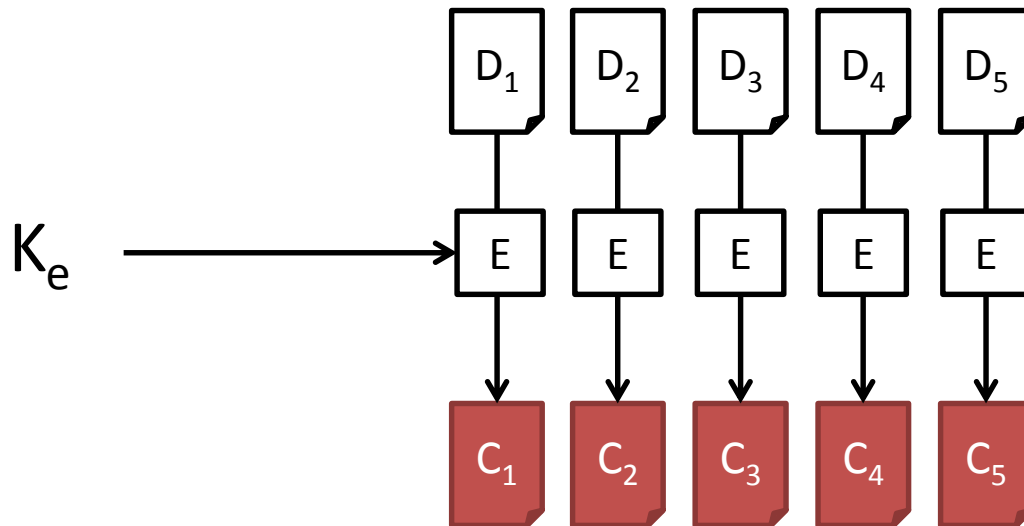 D₁ D₂ D₃ D₄ D₅
Kₑ E E E E E
C₁ C₂ C₃ C₄ C₅